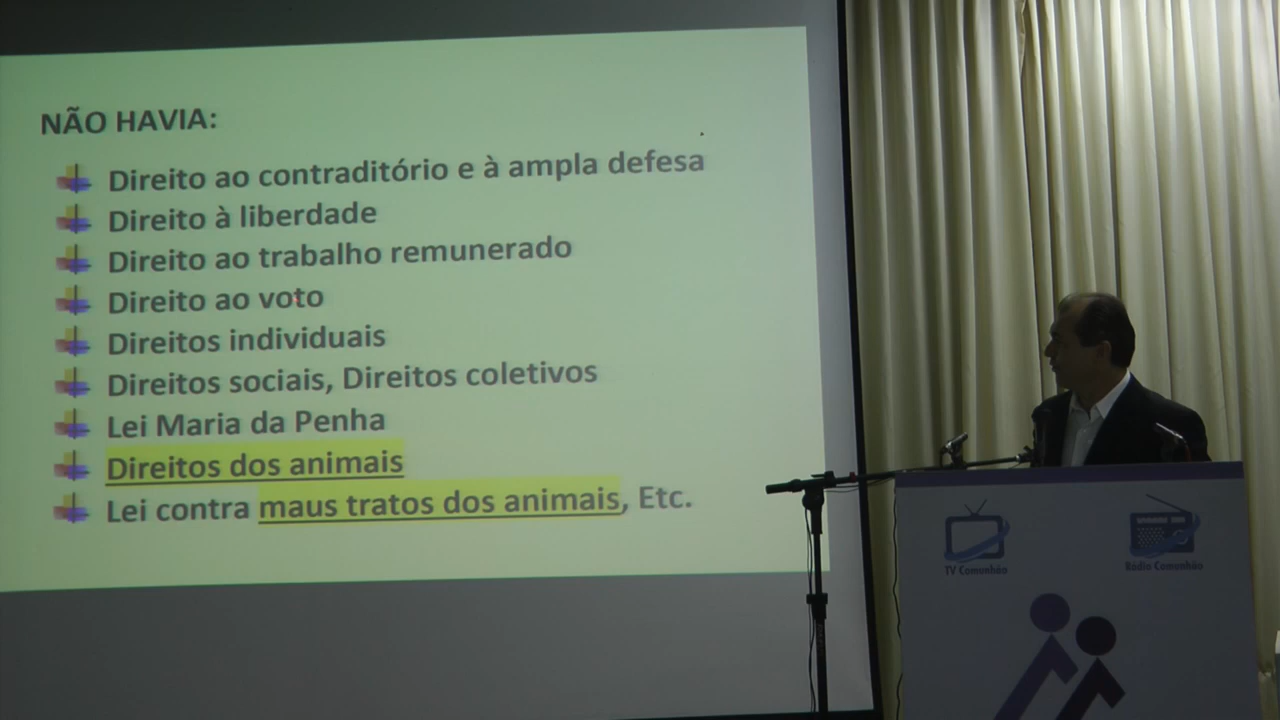 NÃO HAVIA:
Direito ao contraditório e à ampla defesa
Direito à liberdade
Direito ao trabalho remunerado
Direito ao voto
Direitos individuais
Direitos sociais, Direitos coletivos
Lei Maria da Penha
Direitos dos animais
Lei contra maus tratos dos animais, Etc.
TV Comunhão
Rádio Comunhão